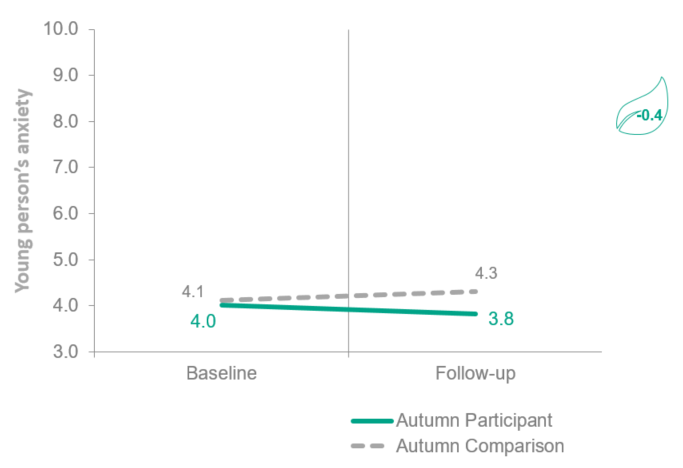 10.0
9.0
8.0
7.0
6.0
5.0
4.0
3.0
Young person's anxiety
4.1
4.0
4.3
3.8
-0.4
Baseline
Follow-up
Autumn Participant
Autumn Comparison